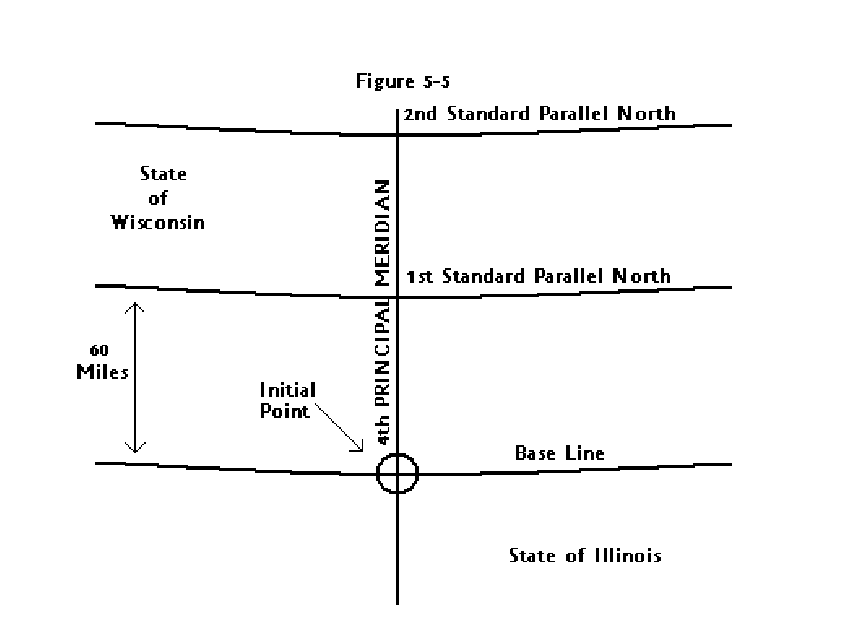 Figure 5-5
2nd Standard Parallel North
State
of
Wisconsin
4th PRINCIPAL MERIDIAN
1st Standard Parallel North
60
Miles
Initial
Point
Base Line
State of Illinois